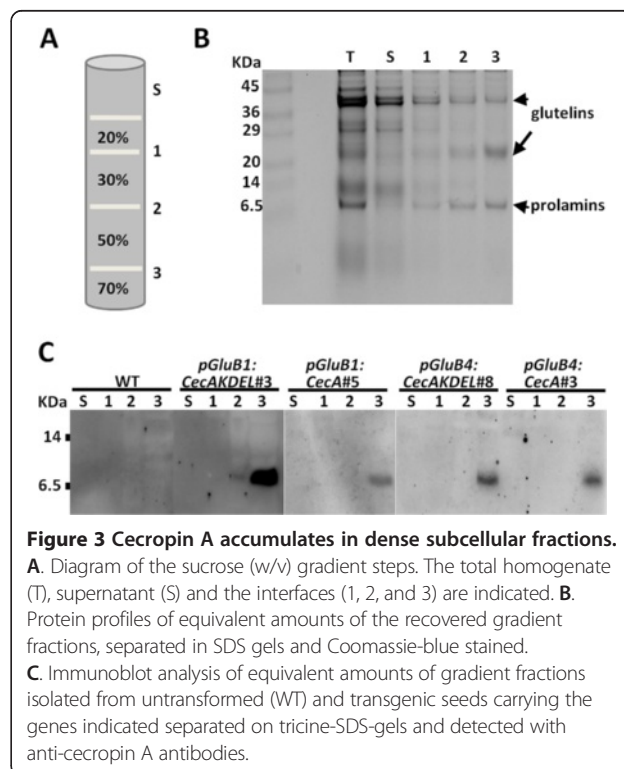 A
S
20%
1
30%
2
50%
3
70%
B
KDa T S 1 2 3
45
36
29
20
14
6.5
glutelins
prolamins
C
WT pGluB1: CecAKDEL#3 pGluB1: CecA#5 pGluB4: CecAKDEL#8 pGluB4: CecA#3
KDa S 1 2 3 S 1 2 3 S 1 2 3 S 1 2 3 S 1 2 3
14
6.5
Figure 3 Cecropin A accumulates in dense subcellular fractions.
A. Diagram of the sucrose (w/v) gradient steps. The total homogenate
(T), supernatant (S) and the interfaces (1, 2, and 3) are indicated. B.
Protein profiles of equivalent amounts of the recovered gradient
fractions, separated in SDS gels and Coomassie-blue stained.
C. Immunoblot analysis of equivalent amounts of gradient fractions
isolated from untransformed (WT) and transgenic seeds carrying the
genes indicated separated on tricine-SDS-gels and detected with
anti-cecropin A antibodies.